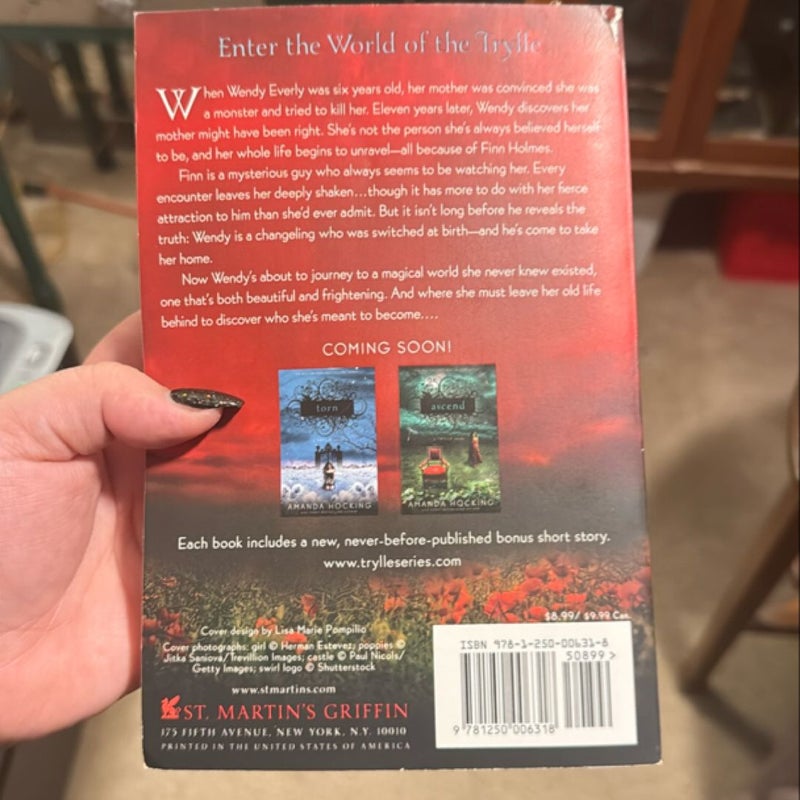 Enter the World of the Trylle
When Wendy Everly was six years old, her mother was convinced she was
a monster and tried to kill her. Eleven years later, Wendy discovers her
mother might have been right. She's not the person she's always believed herself
to be, and her whole life begins to unravel—all because of Finn Holmes.
Finn is a mysterious guy who always seems to be watching her. Every
encounter leaves her deeply shaken…though it has more to do with her fierce
attraction to him than she'd ever admit. But it isn't long before he reveals the
truth: Wendy is a changeling who was switched at birth—and he's come to take
her home.
Now Wendy's about to journey to a magical world she never knew existed,
one that's both beautiful and frightening. And where she must leave her old life
behind to discover who she's meant to become....
COMING SOON!
torn
AMANDA HOCKING
ascend
AMANDA HOCKING
Each book includes a new, never-before-published bonus short story.
www.trylleseries.com
$8.99/ $9.99 Can.
Cover design by Lisa Marie Pompilio
Cover photographs: girl © Herman Estevez; poppies ©
Jitka Saniova/Trevillion Images; castle © Paul Nicols/
Getty Images; swirl logo © Shutterstock
www.stmartins.com
ST. MARTIN'S GRIFFIN
175 FIFTH AVENUE, NEW YORK, N.Y. 10010
PRINTED IN THE UNITED STATES OF AMERICA
ISBN 978-1-250-00631-8
50899 >
9 781250 006318